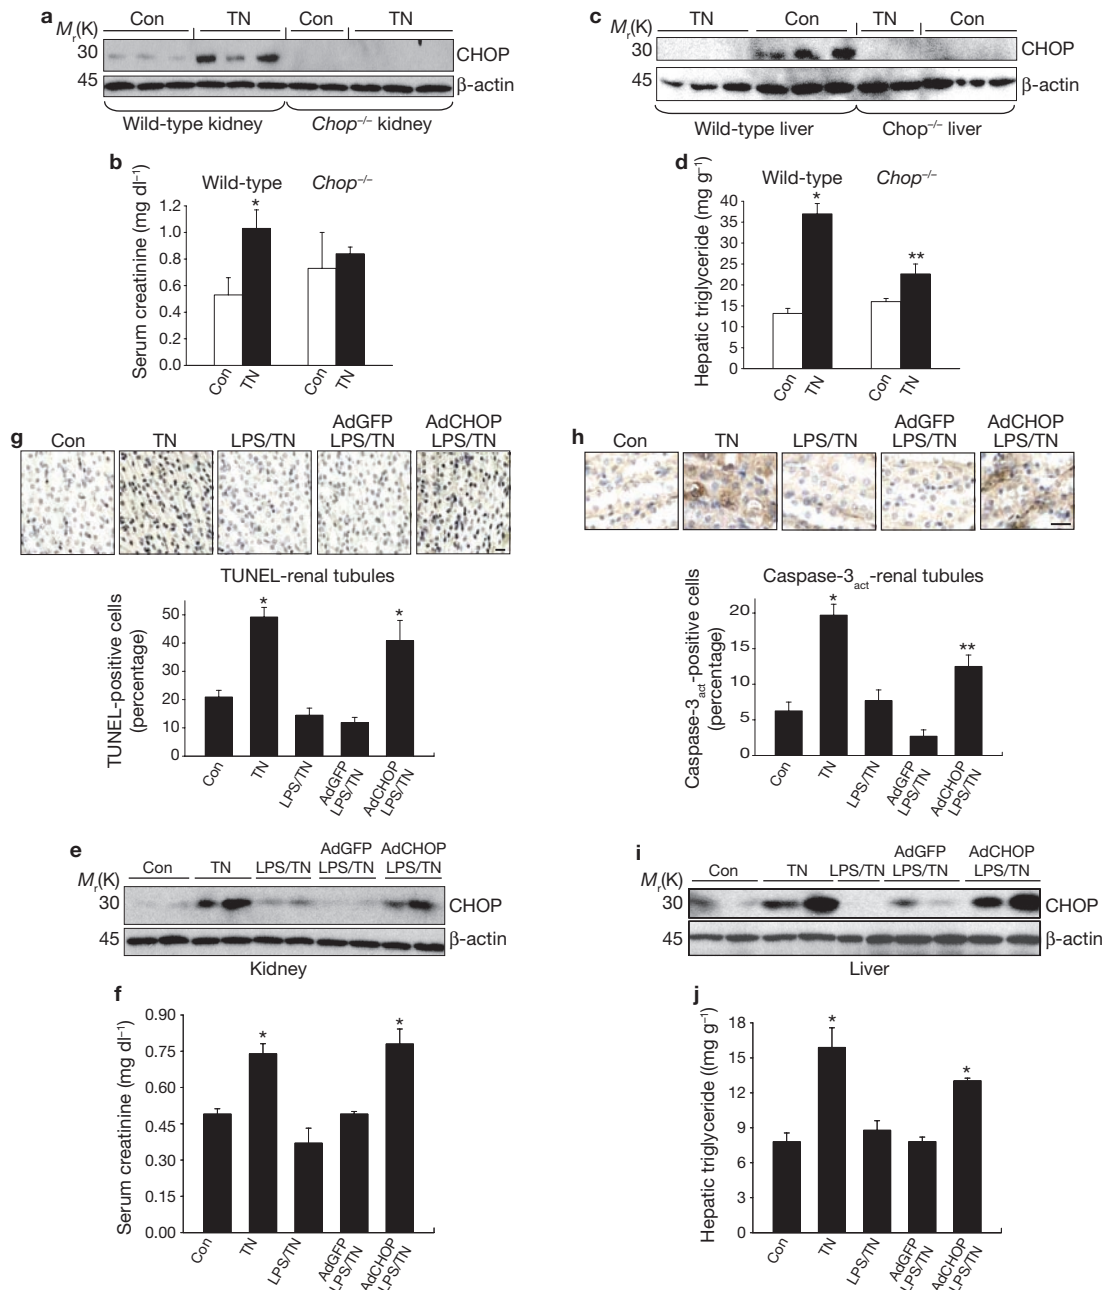 a
Con TN Con TN
Mr(K)
30 CHOP
45 β-actin
Wild-type kidney Chop–/– kidney
b
Wild-type Chop–/–
Serum creatinine (mg dl–1)
1.2
1.0
0.8
0.6
0.4
0.2
0.0
*
Con TN Con TN
c
TN Con TN Con
Mr(K)
30 CHOP
45 β-actin
Wild-type liver Chop–/– liver
d
Wild-type Chop–/–
Hepatic triglyceride (mg g–1)
40
35
30
25
20
15
10
5
0
* **
Con TN Con TN
g
Con TN LPS/TN AdGFP LPS/TN AdCHOP LPS/TN
TUNEL-renal tubules
TUNEL-positive cells
(percentage)
50
40
30
20
10
0
* *
Con TN LPS/TN AdGFP LPS/TN AdCHOP LPS/TN
h
Con TN LPS/TN AdGFP LPS/TN AdCHOP LPS/TN
Caspase-3act-renal tubules
Caspase-3act-positive cells
(percentage)
20
15
10
5
0
* **
Con TN LPS/TN AdGFP LPS/TN AdCHOP LPS/TN
e
Con TN LPS/TN AdGFP LPS/TN AdCHOP LPS/TN
Mr(K)
30 CHOP
45 β-actin
Kidney
f
Serum creatinine (mg dl–1)
0.90
0.75
0.60
0.45
0.30
0.15
0.00
* *
Con TN LPS/TN AdGFP LPS/TN AdCHOP LPS/TN
i
Con TN LPS/TN AdGFP LPS/TN AdCHOP LPS/TN
Mr(K)
30 CHOP
45 β-actin
Liver
j
Hepatic triglyceride ((mg g–1)
18
15
12
9
6
3
0
* *
Con TN LPS/TN AdGFP LPS/TN AdCHOP LPS/TN